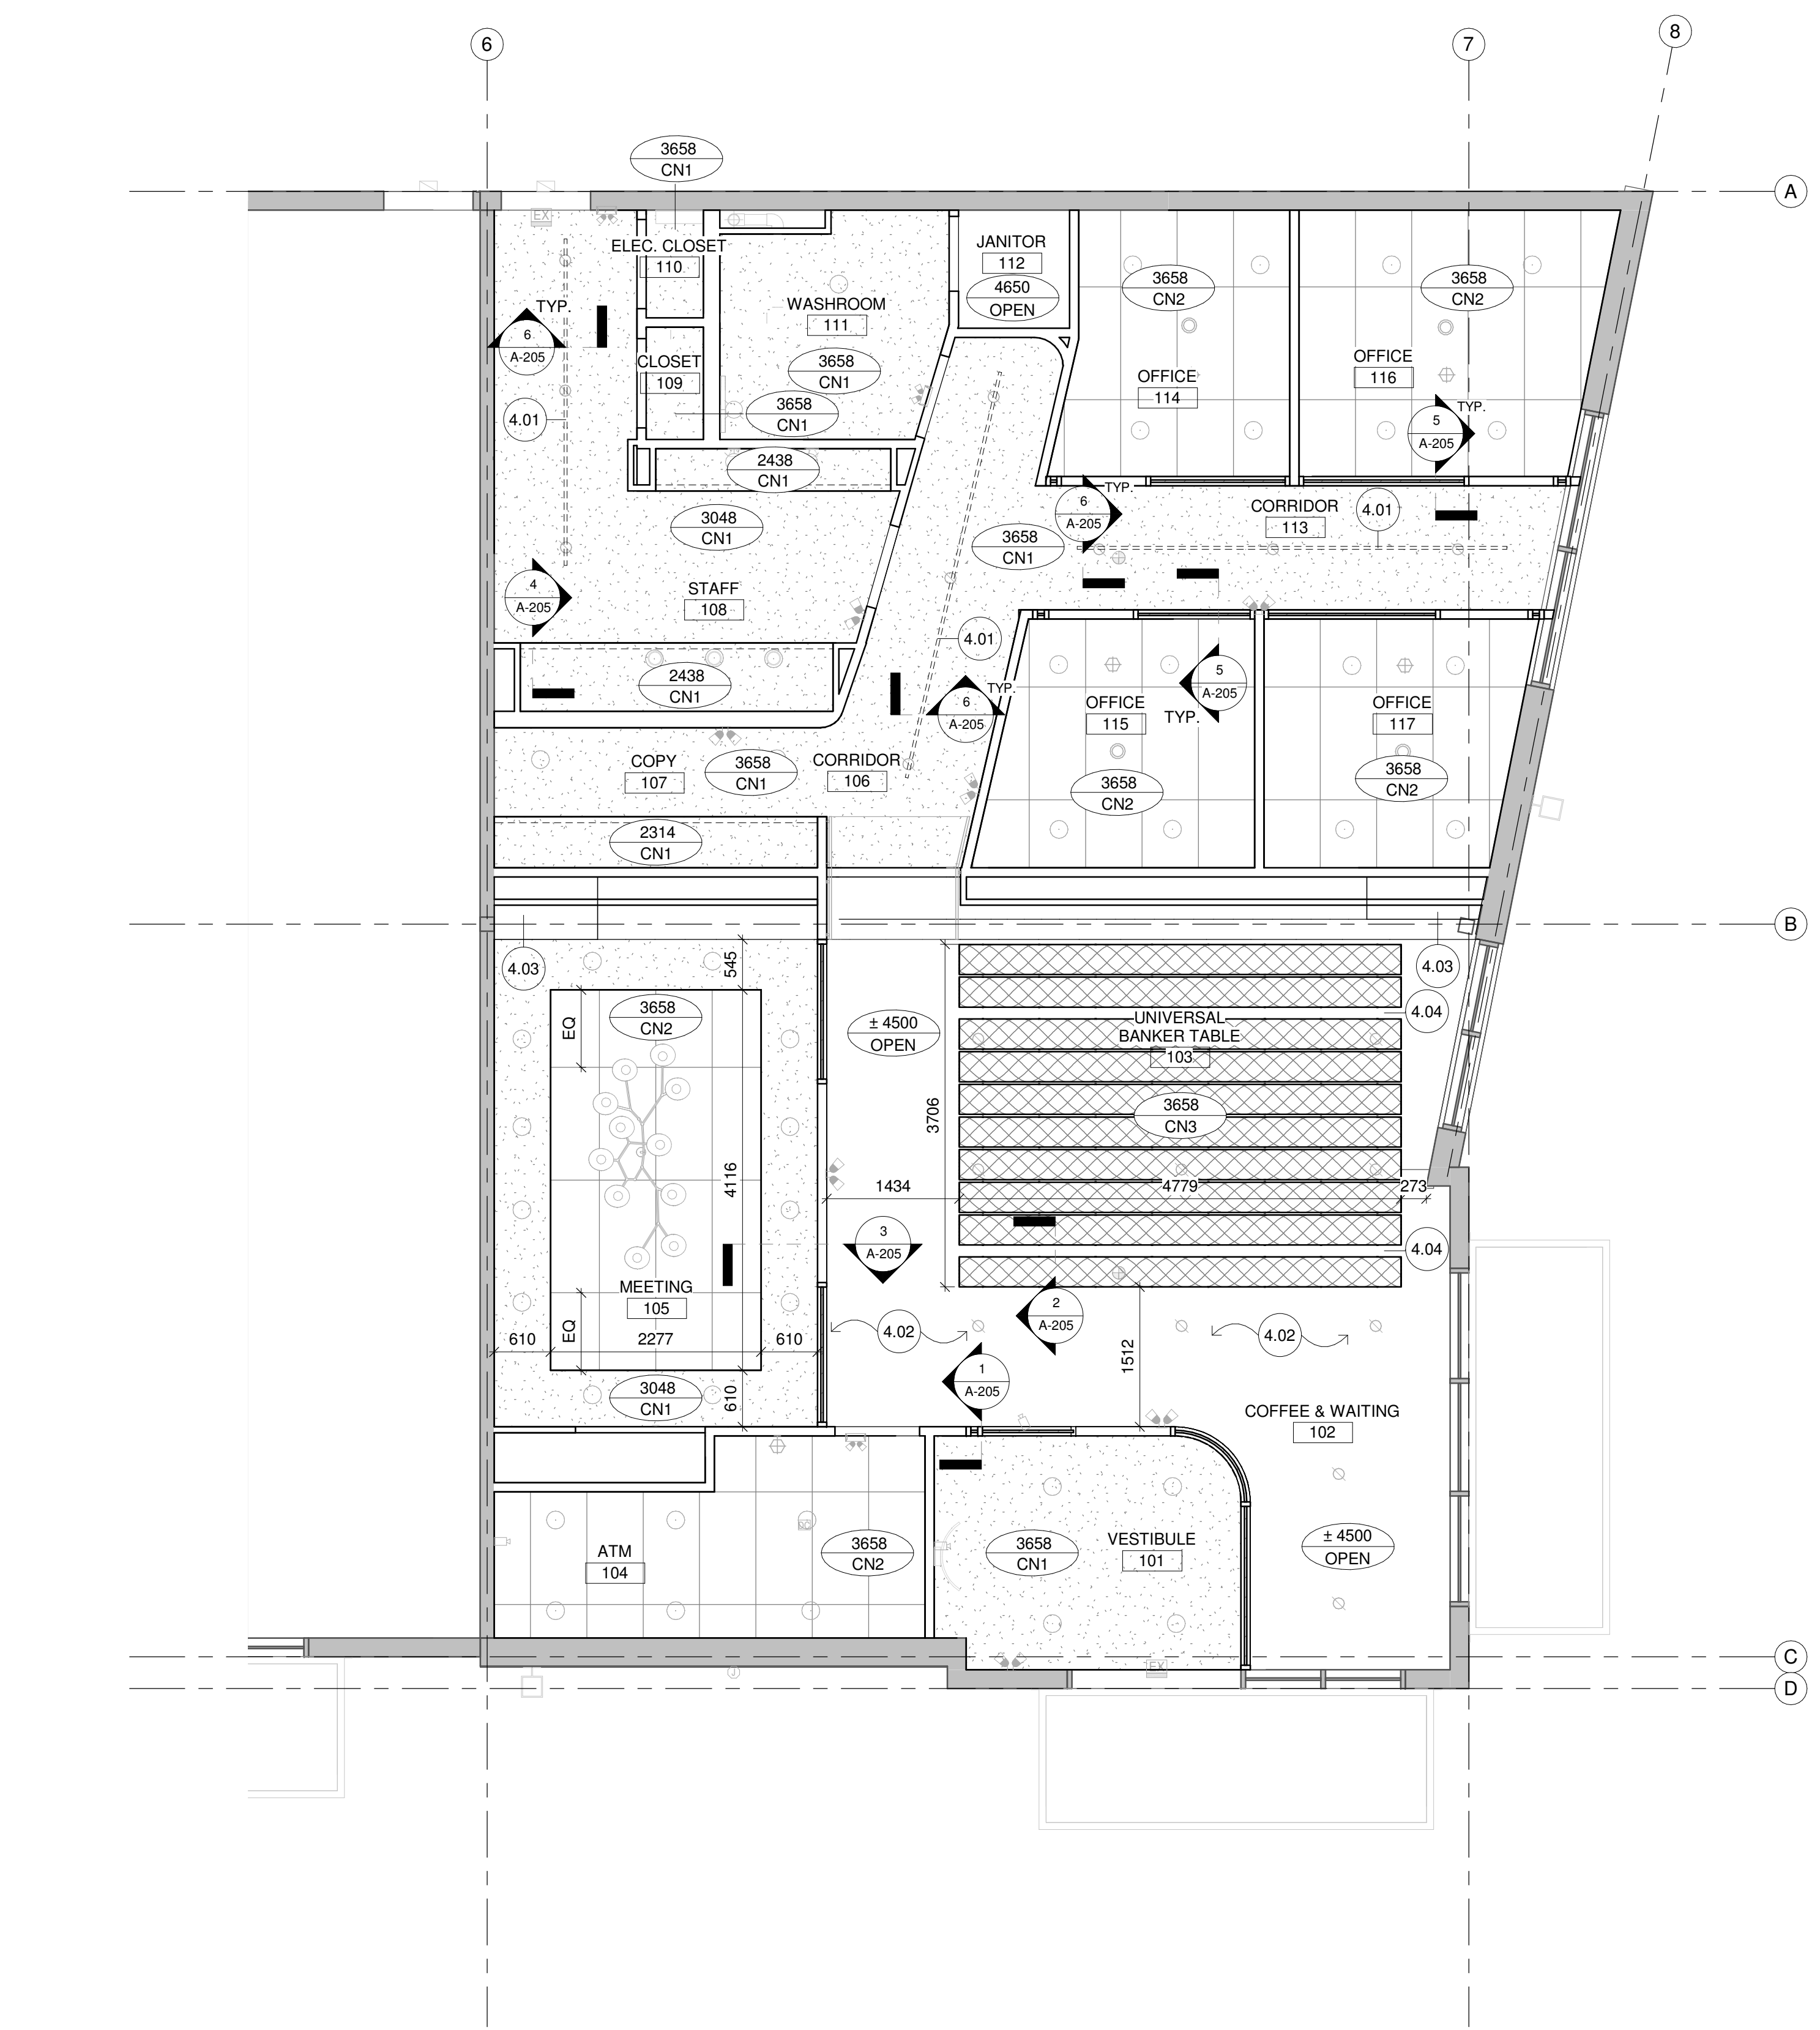 6
7
8
A
3658
CN1
EX
ELEC. CLOSET
110
JANITOR
112
4650
OPEN
3658
CN2
3658
CN2
TYP.
6
A-205
WASHROOM
111
CLOSET
109
3658
CN1
3658
CN1
OFFICE
114
OFFICE
116
TYP.
5
A-205
4.01
2438
CN1
3048
CN1
TYP.
6
A-205
CORRIDOR
113
4.01
3658
CN1
4
A-205
STAFF
108
4.01
2438
CN1
TYP.
6
A-205
5
A-205
TYP.
OFFICE
115
OFFICE
117
COPY
107
3658
CN1
CORRIDOR
106
3658
CN2
3658
CN2
2314
CN1
B
4.03
545
4.03
3658
CN2
EQ
± 4500
OPEN
4.04
UNIVERSAL
BANKER TABLE
103
3706
3658
CN3
4116
1434
4779
273
3
A-205
4.04
MEETING
105
EQ
610
2277
610
4.02
2
A-205
4.02
1512
1
A-205
3048
CN1
610
COFFEE & WAITING
102
ATM
104
3658
CN2
3658
CN1
VESTIBULE
101
± 4500
OPEN
EX
J
C
D